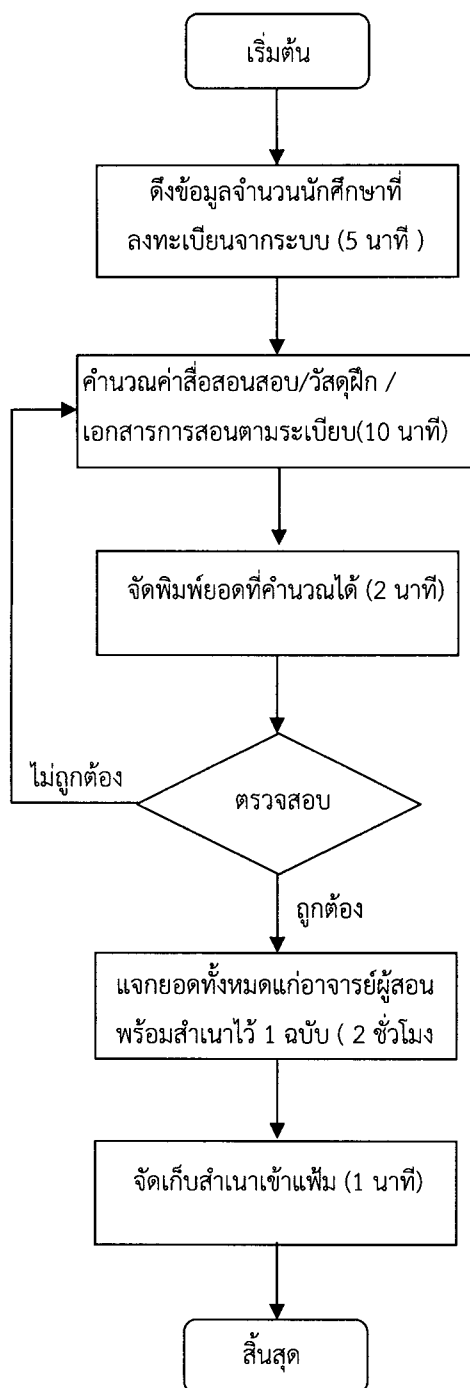 เริ่มต้น
ดึงข้อมูลจำนวนนักศึกษาที่
ลงทะเบียนจากระบบ (5 นาที )
คำนวณค่าสื่อสอนสอบ/วัสดุฝึก /
เอกสารการสอนตามระเบียบ(10 นาที)
จัดพิมพ์ยอดที่คำนวณได้ (2 นาที)
ไม่ถูกต้อง
ตรวจสอบ
ถูกต้อง
แจกยอดทั้งหมดแก่อาจารย์ผู้สอน
พร้อมสำเนาไว้ 1 ฉบับ ( 2 ชั่วโมง
จัดเก็บสำเนาเข้าแฟ้ม (1 นาที)
สิ้นสุด